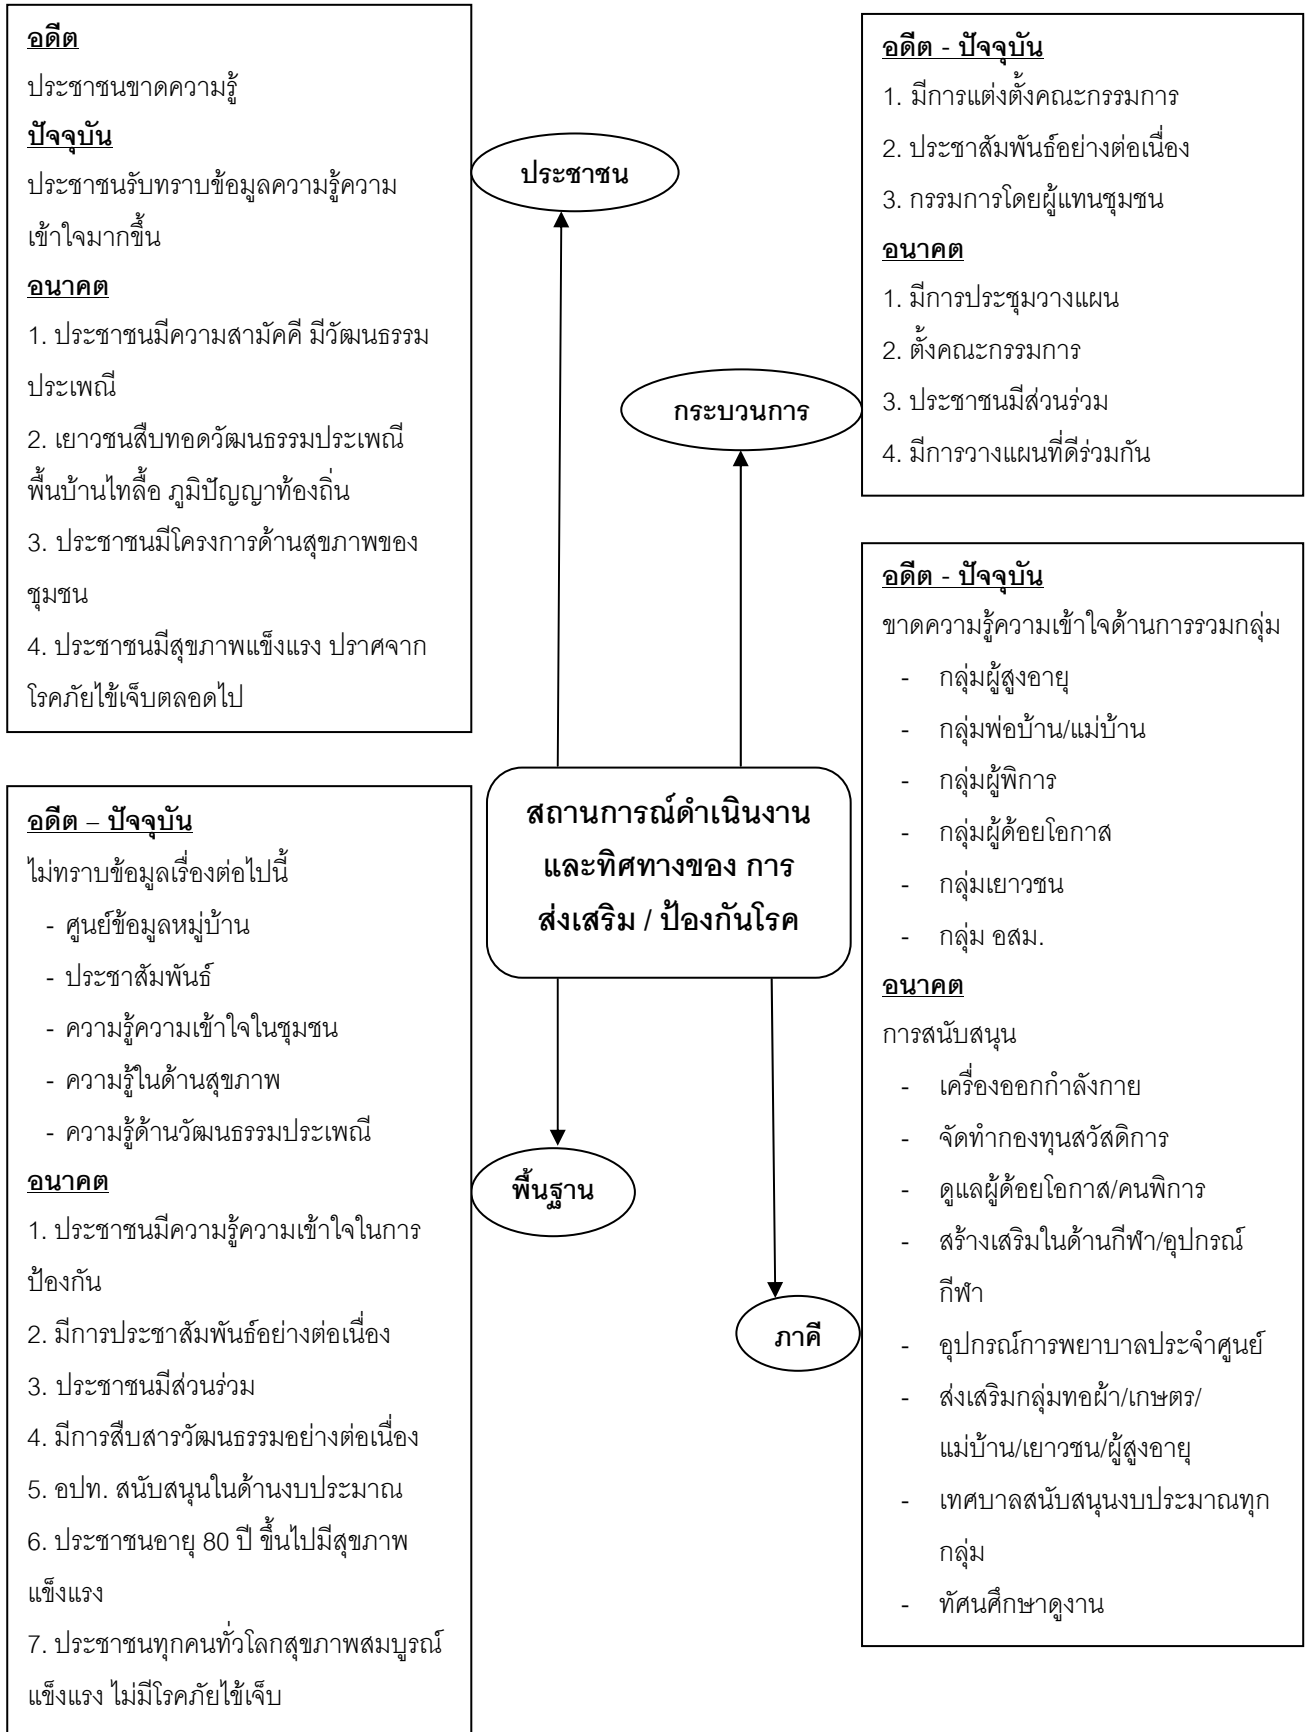 อดีต
ประชาชนขาดความรู้
ปัจจุบัน
ประชาชนรับทราบข้อมูลความรู้ความ
เข้าใจมากขึ้น
อนาคต
1. ประชาชนมีความสามัคคี มีวัฒนธรรม
ประเพณี
2. เยาวชนสืบทอดวัฒนธรรมประเพณี
พื้นบ้านไทลื้อ ภูมิปัญญาท้องถิ่น
3. ประชาชนมีโครงการด้านสุขภาพของ
ชุมชน
4. ประชาชนมีสุขภาพแข็งแรง ปราศจาก
โรคภัยไข้เจ็บตลอดไป
ประชาชน
อดีต - ปัจจุบัน
1. มีการแต่งตั้งคณะกรรมการ
2. ประชาสัมพันธ์อย่างต่อเนื่อง
3. กรรมการโดยผู้แทนชุมชน
อนาคต
1. มีการประชุมวางแผน
2. ตั้งคณะกรรมการ
3. ประชาชนมีส่วนร่วม
4. มีการวางแผนที่ดีร่วมกัน
กระบวนการ
สถานการณ์ดำเนินงาน
และทิศทางของ การ
ส่งเสริม / ป้องกันโรค
อดีต – ปัจจุบัน
ไม่ทราบข้อมูลเรื่องต่อไปนี้
- ศูนย์ข้อมูลหมู่บ้าน
- ประชาสัมพันธ์
- ความรู้ความเข้าใจในชุมชน
- ความรู้ในด้านสุขภาพ
- ความรู้ด้านวัฒนธรรมประเพณี
อนาคต
1. ประชาชนมีความรู้ความเข้าใจในการ
ป้องกัน
2. มีการประชาสัมพันธ์อย่างต่อเนื่อง
3. ประชาชนมีส่วนร่วม
4. มีการสืบสารวัฒนธรรมอย่างต่อเนื่อง
5. อปท. สนับสนุนในด้านงบประมาณ
6. ประชาชนอายุ 80 ปี ขึ้นไปมีสุขภาพ
แข็งแรง
7. ประชาชนทุกคนทั่วโลกสุขภาพสมบูรณ์
แข็งแรง ไม่มีโรคภัยไข้เจ็บ
พื้นฐาน
อดีต - ปัจจุบัน
ขาดความรู้ความเข้าใจด้านการรวมกลุ่ม
- กลุ่มผู้สูงอายุ
- กลุ่มพ่อบ้าน/แม่บ้าน
- กลุ่มผู้พิการ
- กลุ่มผู้ด้อยโอกาส
- กลุ่มเยาวชน
- กลุ่ม อสม.
อนาคต
การสนับสนุน
- เครื่องออกกำลังกาย
- จัดทำกองทุนสวัสดิการ
- ดูแลผู้ด้อยโอกาส/คนพิการ
- สร้างเสริมในด้านกีฬา/อุปกรณ์
กีฬา
- อุปกรณ์การพยาบาลประจำศูนย์
- ส่งเสริมกลุ่มทอผ้า/เกษตร/
แม่บ้าน/เยาวชน/ผู้สูงอายุ
- เทศบาลสนับสนุนงบประมาณทุก
กลุ่ม
- ทัศนศึกษาดูงาน
ภาคี